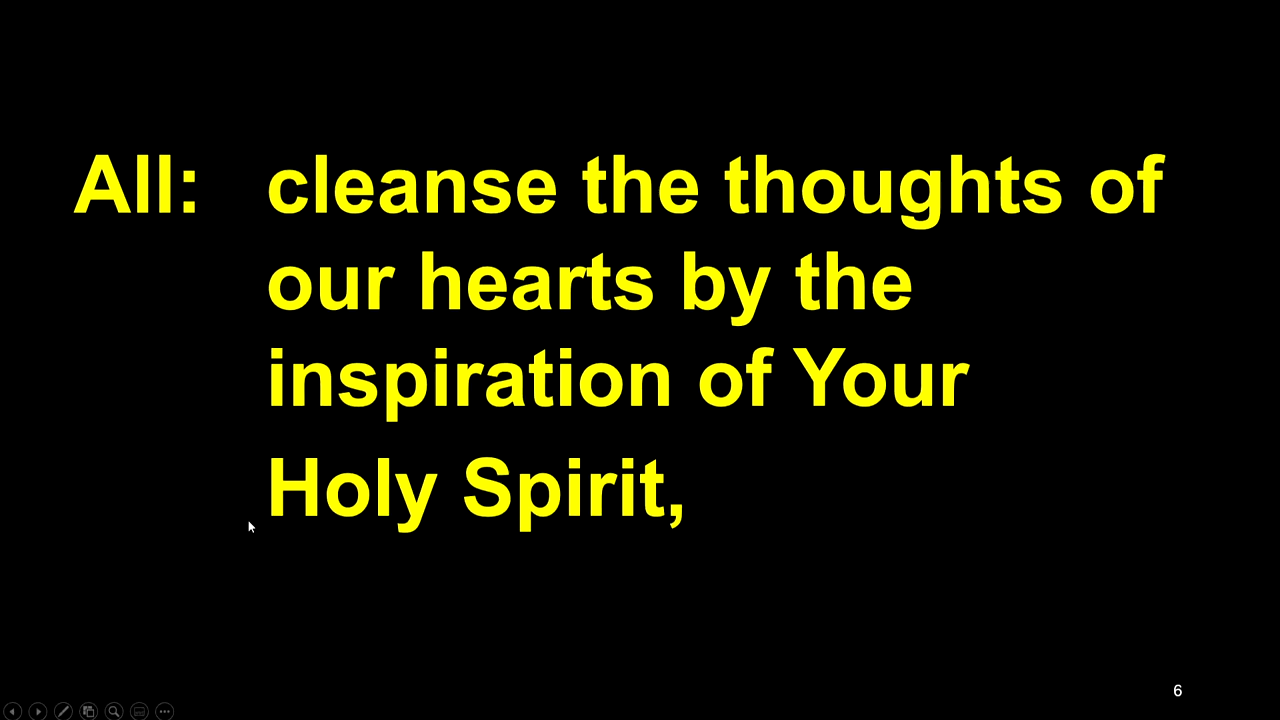 All: cleanse the thoughts of
our hearts by the
inspiration of Your
Holy Spirit,
6